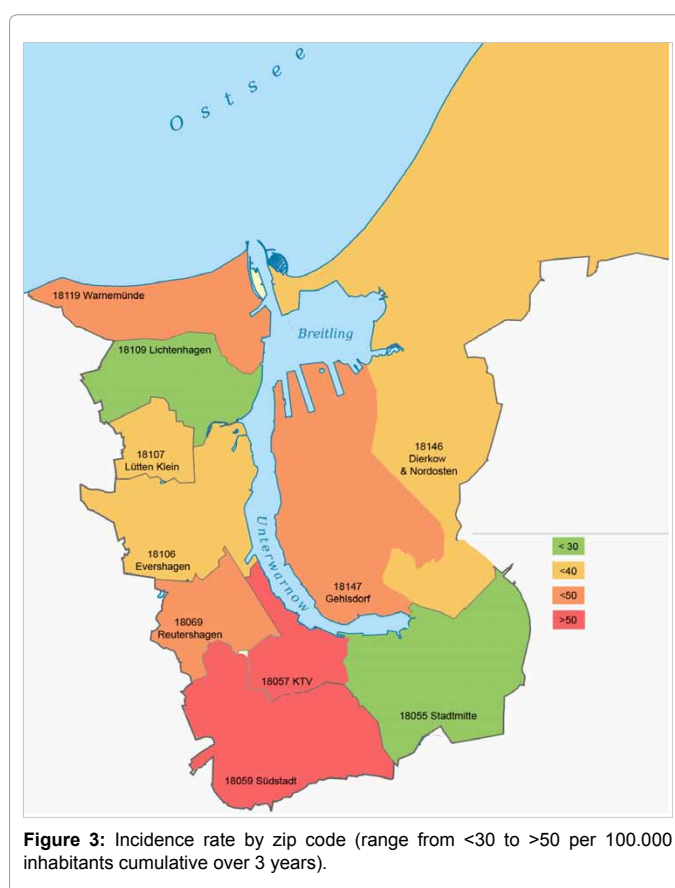 Ostsee
18119 Warnemünde
Breitling
18109 Lichtenhagen
18107
Lütten Klein
18146
Dierkow
& Nordosten
Unterwarnow
18106
Evershagen
18147
Gehlsdorf
18069
Reutershagen
18057 KTV
18055 Stadtmitte
18059 Südstadt
< 30
<40
<50
>50
Figure 3: Incidence rate by zip code (range from <30 to >50 per 100.000
inhabitants cumulative over 3 years).